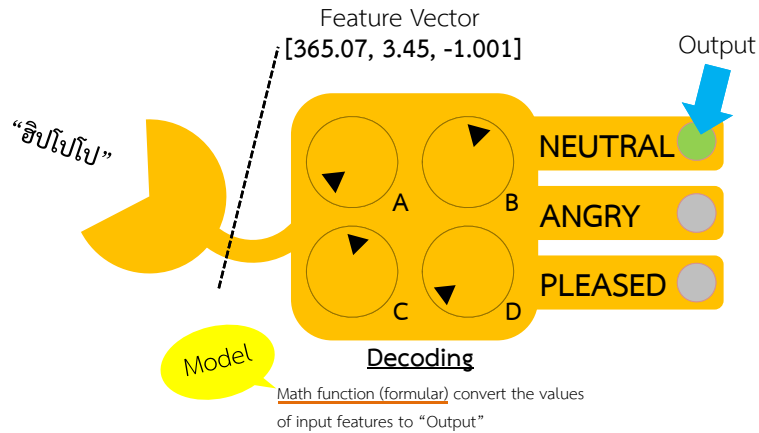 Feature Vector
[365.07, 3.45, -1.001]
Output
“ฮิปโปโป”
NEUTRAL
A
B
ANGRY
C
D
PLEASED
Model
Decoding
Math function (formular) convert the values
of input features to “Output”